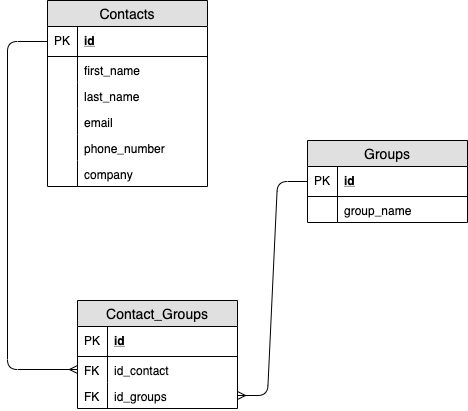 Contacts
PK id
first_name
last_name
email
phone_number
company
Groups
PK id
group_name
Contact_Groups
PK id
FK id_contact
FK id_groups